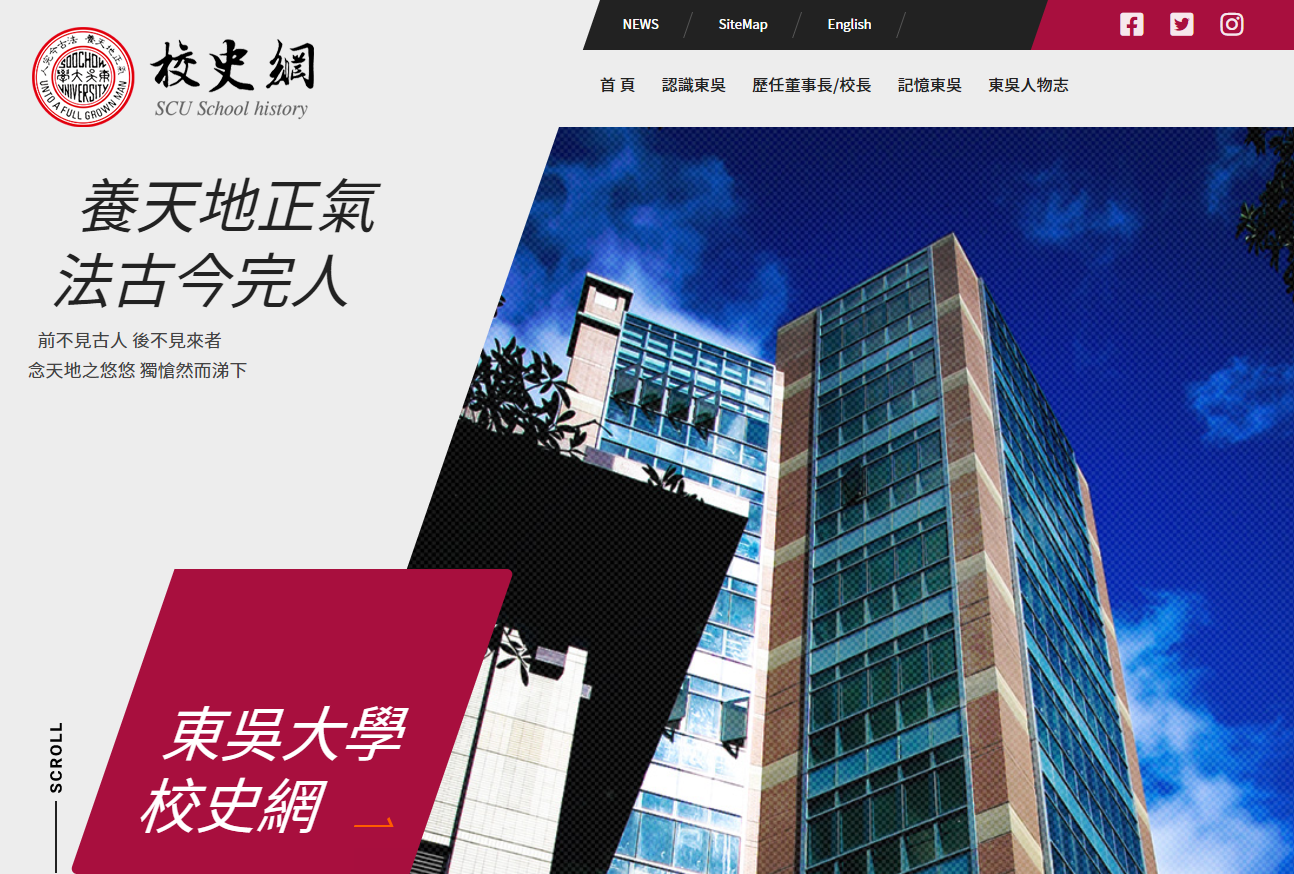 NEWS
SiteMap
English
養天地正氣 法古今完人
SOOCHOW
東吳大學
UNIVERSITY
UNTO A FULL GROWN MAN
校史網
SCU School history
首頁
認識東吳
歷任董事長/校長
記憶東吳
東吳人物志
養天地正氣
法古今完人
前不見古人 後不見來者
念天地之悠悠 獨愴然而涕下
東吳大學
校史網
SCROLL